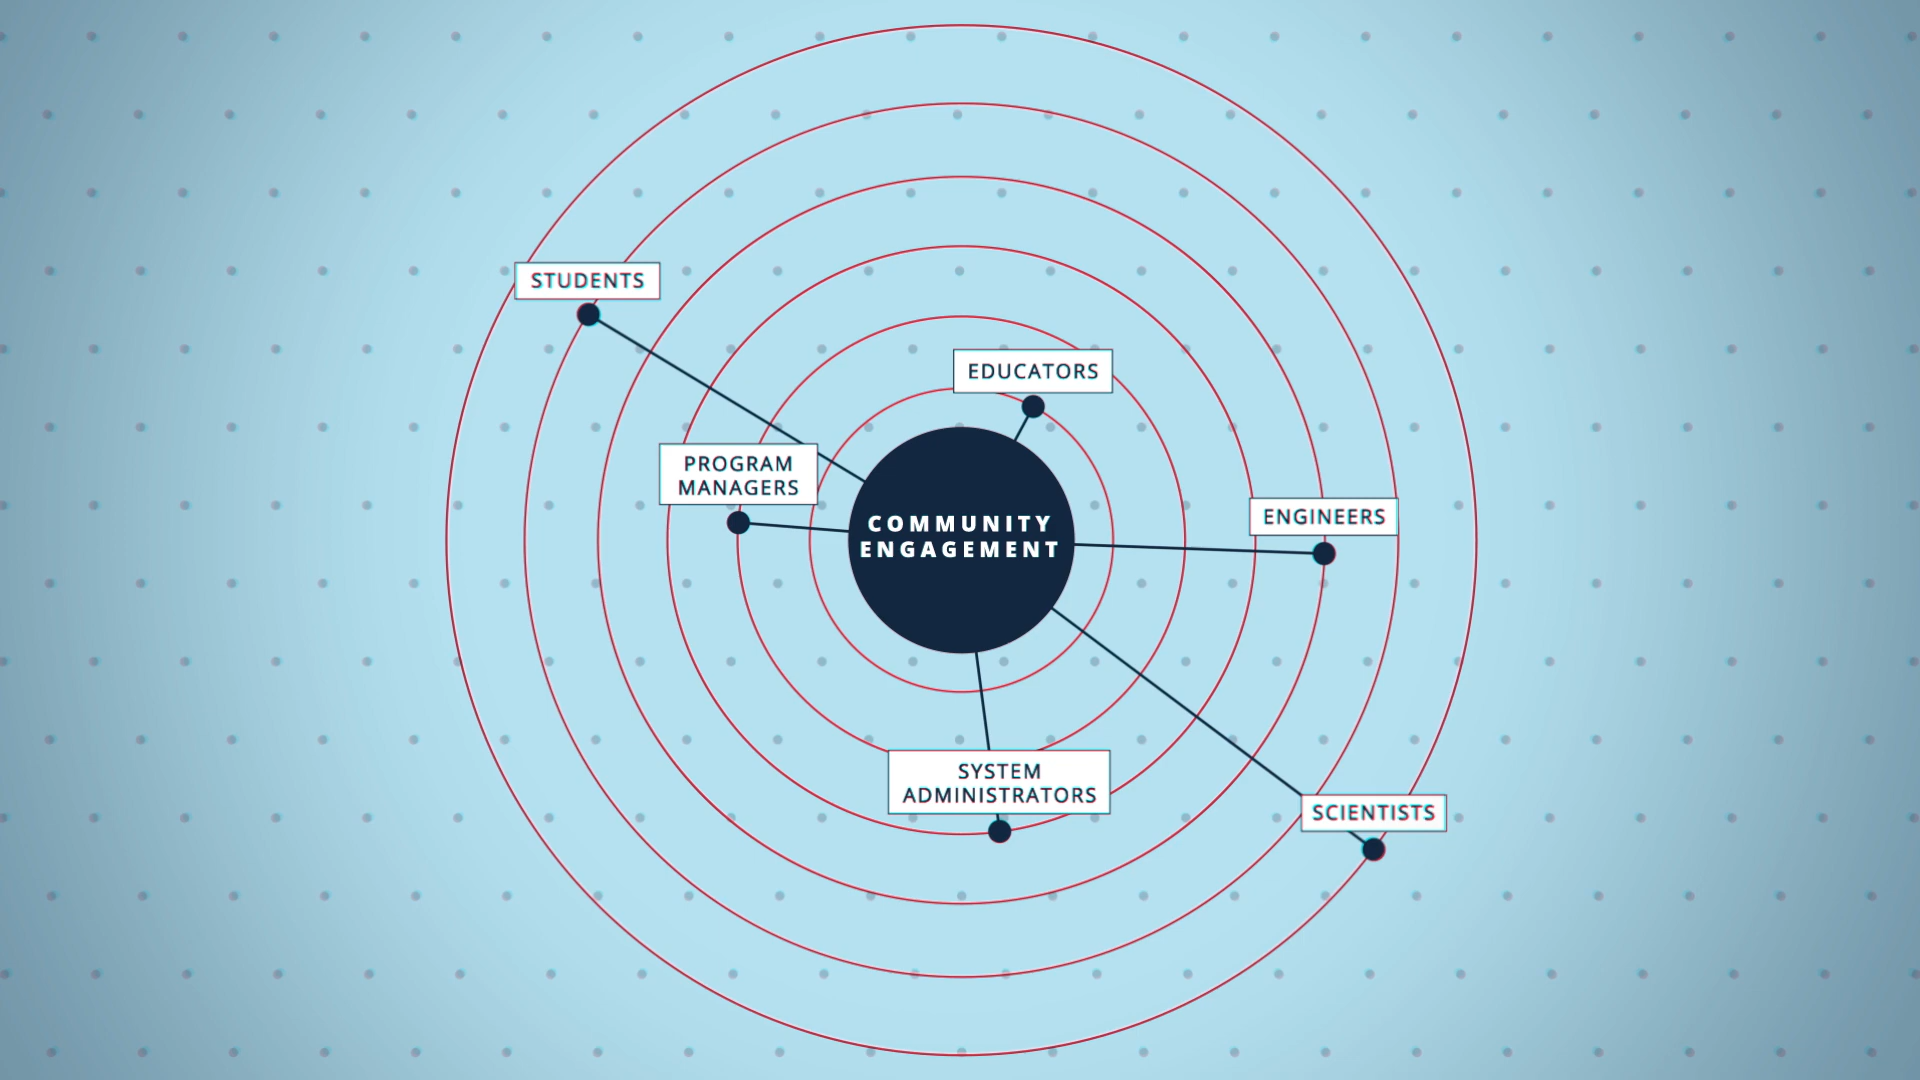 STUDENTS
EDUCATORS
PROGRAM
MANAGERS
COMMUNITY
ENGAGEMENT
ENGINEERS
SYSTEM
ADMINISTRATORS
SCIENTISTS